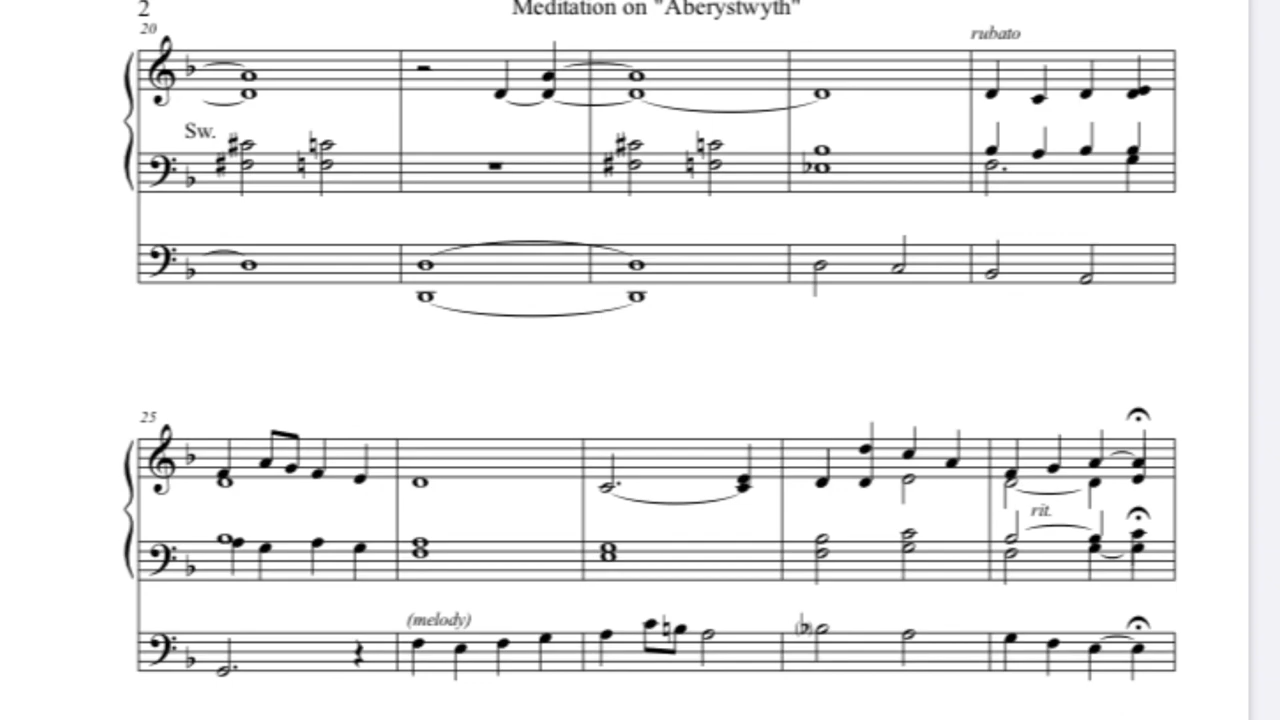 2
Meditation on "Aberystwyth"
20
rubato
Sw.
25
rit.
(melody)